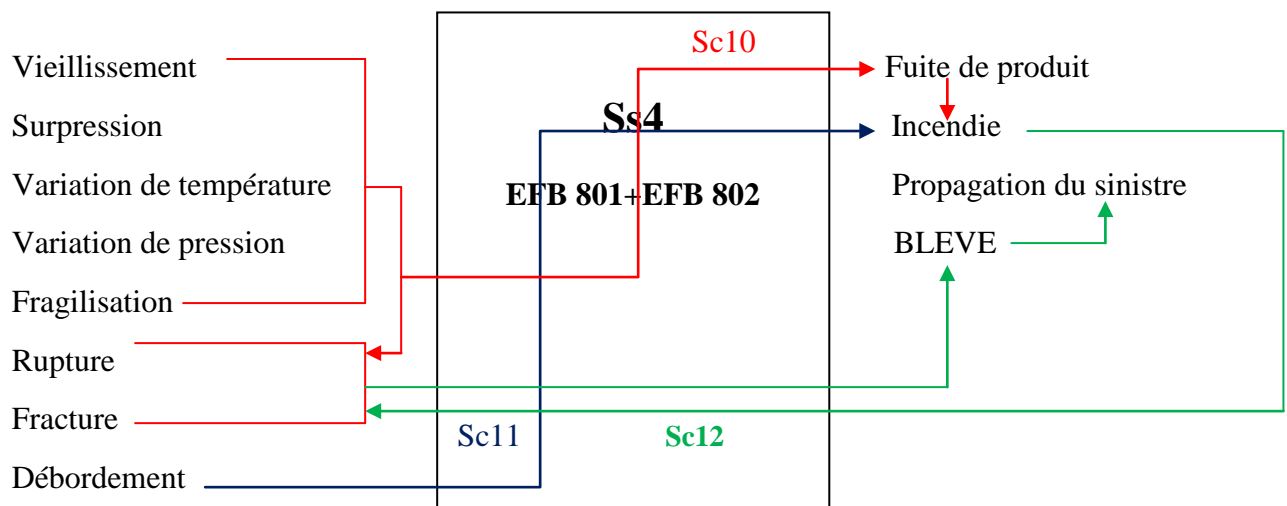 Sc10
Vieillissement
Fuite de produit
Surpression
Ss4
Incendie
Variation de température
EFB 801+EFB 802
Propagation du sinistre
Variation de pression
BLEVE
Fragilisation
Rupture
Fracture
Sc11
Sc12
Débordement